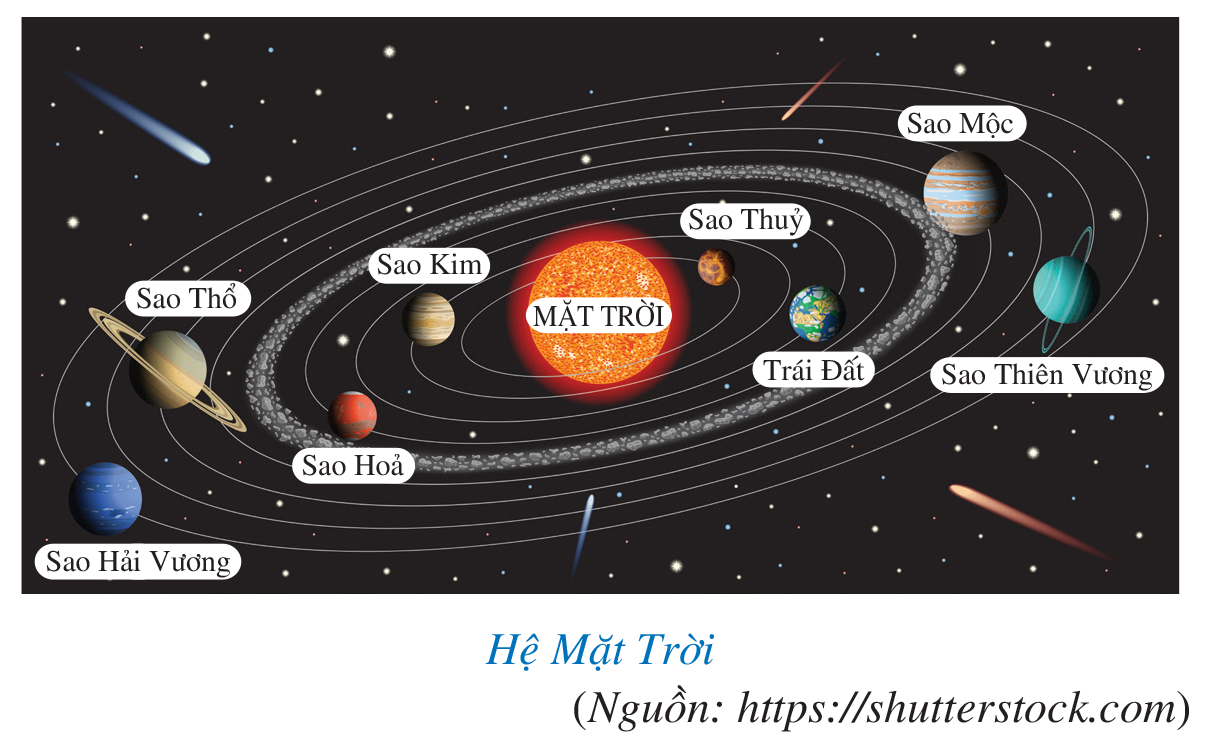 Sao Mộc
Sao Thuỷ
Sao Kim
Sao Thổ
MẶT TRỜI
Trái Đất
Sao Thiên Vương
Sao Hoả
Sao Hải Vương
Hệ Mặt Trời
(Nguồn: https://shutterstock.com)